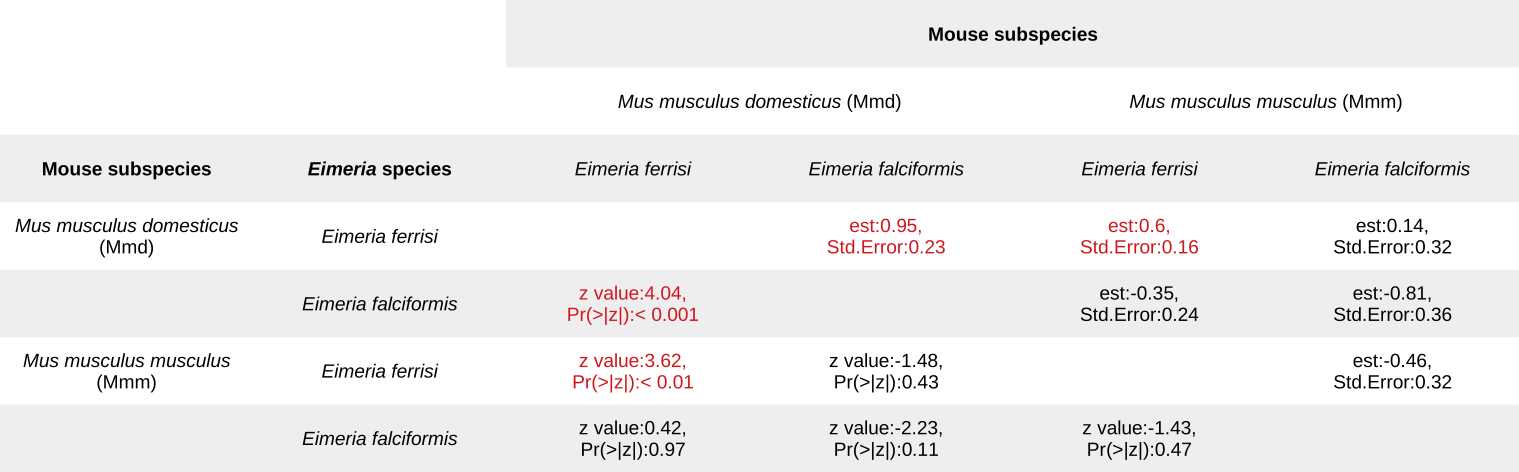 Mouse subspecies
Mus musculus domesticus (Mmd) Mus musculus musculus (Mmm)
Mouse subspecies Eimeria species Eimeria ferrisi Eimeria falciformis Eimeria ferrisi Eimeria falciformis
Mus musculus domesticus
(Mmd)
Eimeria ferrisi
est:0.95,
Std.Error:0.23
est:0.6,
Std.Error:0.16
est:0.14,
Std.Error:0.32
Eimeria falciformis
z value:4.04,
Pr(>|z|):< 0.001
est:-0.35,
Std.Error:0.24
est:-0.81,
Std.Error:0.36
Mus musculus musculus
(Mmm)
Eimeria ferrisi
z value:3.62,
Pr(>|z|):< 0.01
z value:-1.48,
Pr(>|z|):0.43
est:-0.46,
Std.Error:0.32
Eimeria falciformis
z value:0.42,
Pr(>|z|):0.97
z value:-2.23,
Pr(>|z|):0.11
z value:-1.43,
Pr(>|z|):0.47